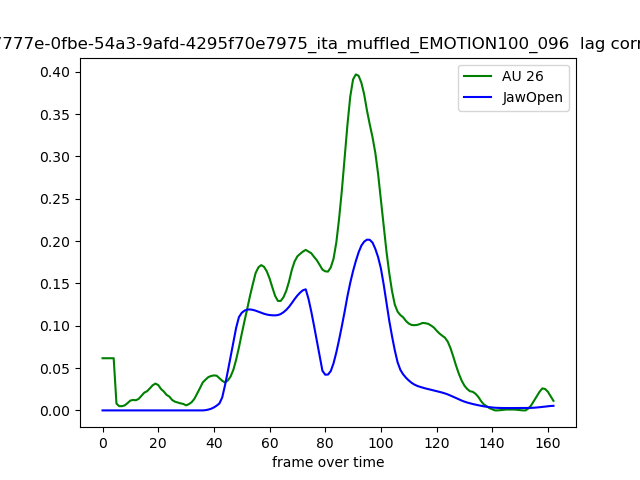 7777e-0fbe-54a3-9afd-4295f70e7975_ita_muffled_EMOTION100_096 lag corr
AU 26
JawOpen
0.40
0.35
0.30
0.25
0.20
0.15
0.10
0.05
0.00
0 20 40 60 80 100 120 140 160
frame over time